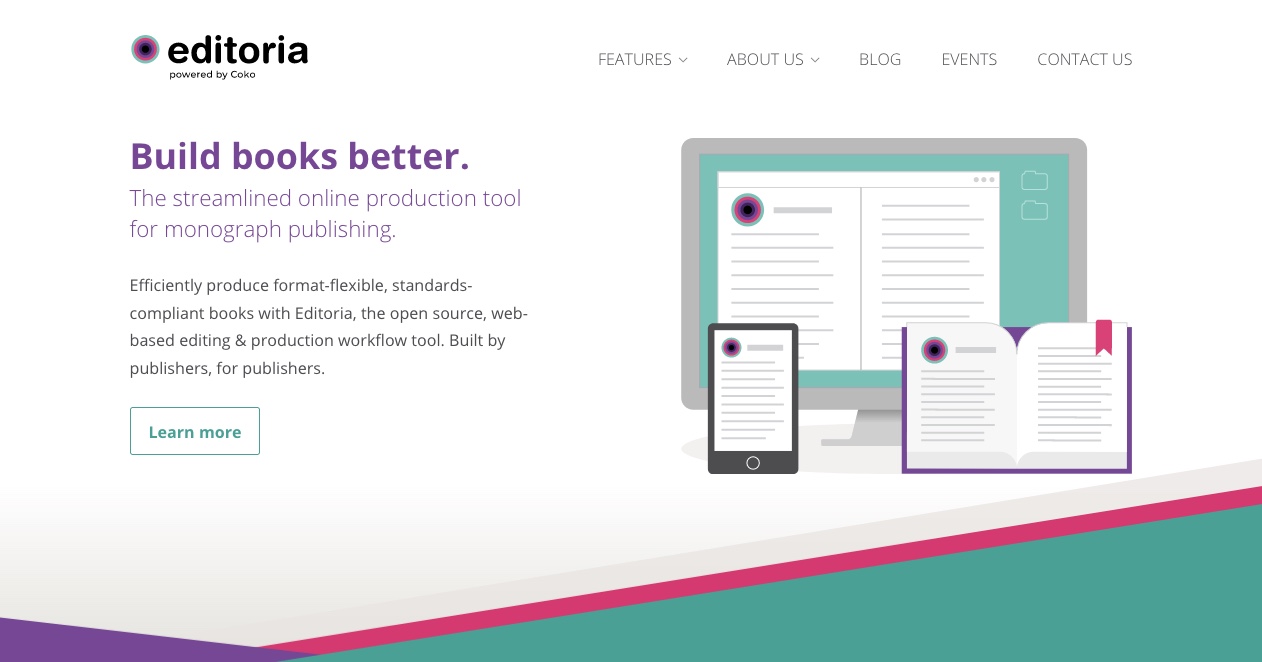 editoria
powered by Coko
FEATURES
ABOUT US
BLOG
EVENTS
CONTACT US
Build books better.
The streamlined online production tool
for monograph publishing.
Efficiently produce format-flexible, standards-
compliant books with Editoria, the open source, web-
based editing & production workflow tool. Built by
publishers, for publishers.
Learn more